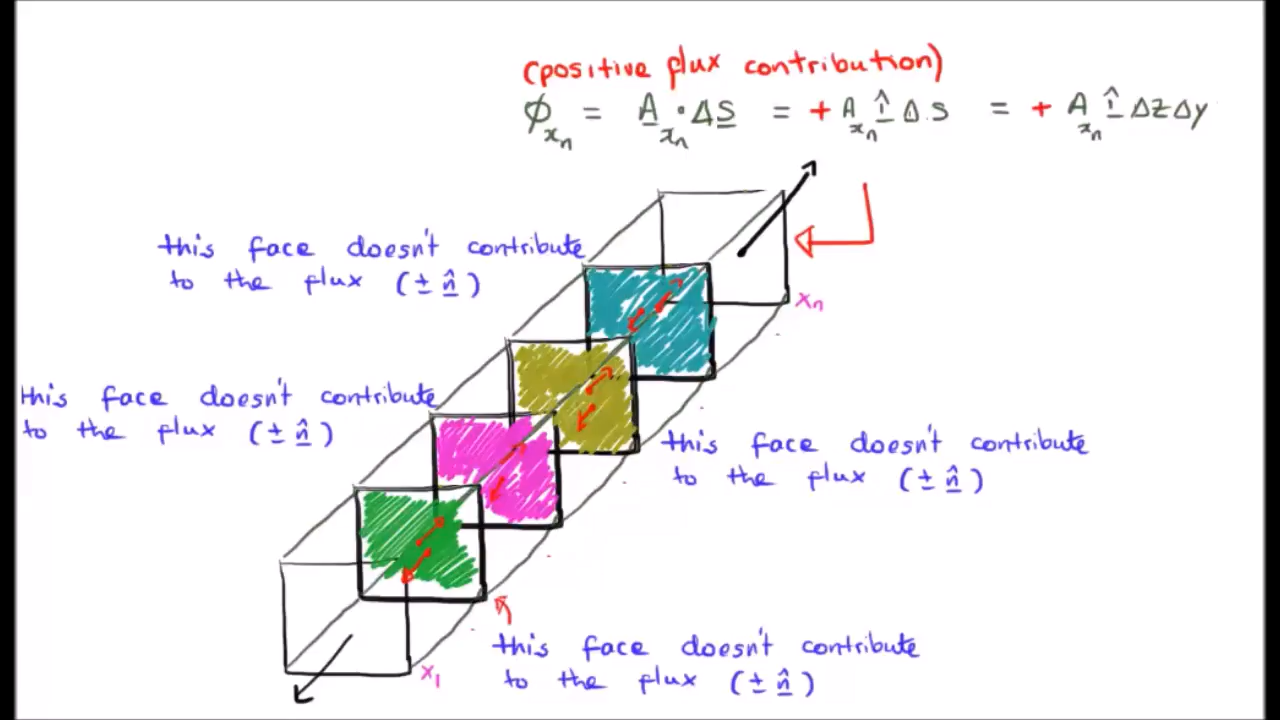 (positive flux contribution)
ϕxₙ = A̲xₙ · ΔS̲ = + Axₙ î̲ Δ.S = + Axₙ î̲ ΔzΔy
this face doesn't contribute
to the flux (± n̲̂)
xₙ
this face doesn't contribute
to the flux (± n̲̂)
this face doesn't contribute
to the flux (± n̲̂)
this face doesn't contribute
to the flux (± n̲̂)
x₁